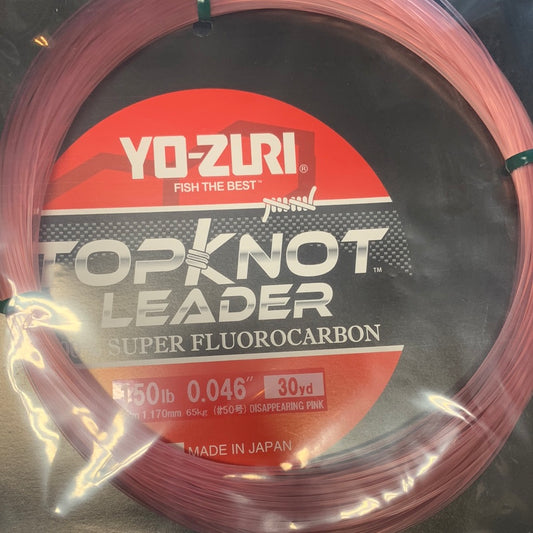 YO-ZURI®
FISH THE BEST™
TOPKNOT™
LEADER
SUPER FLUOROCARBON
150lb 0.046" 30yd
1.170mm 65kg (#50号) DISAPPEARING PINK
MADE IN JAPAN